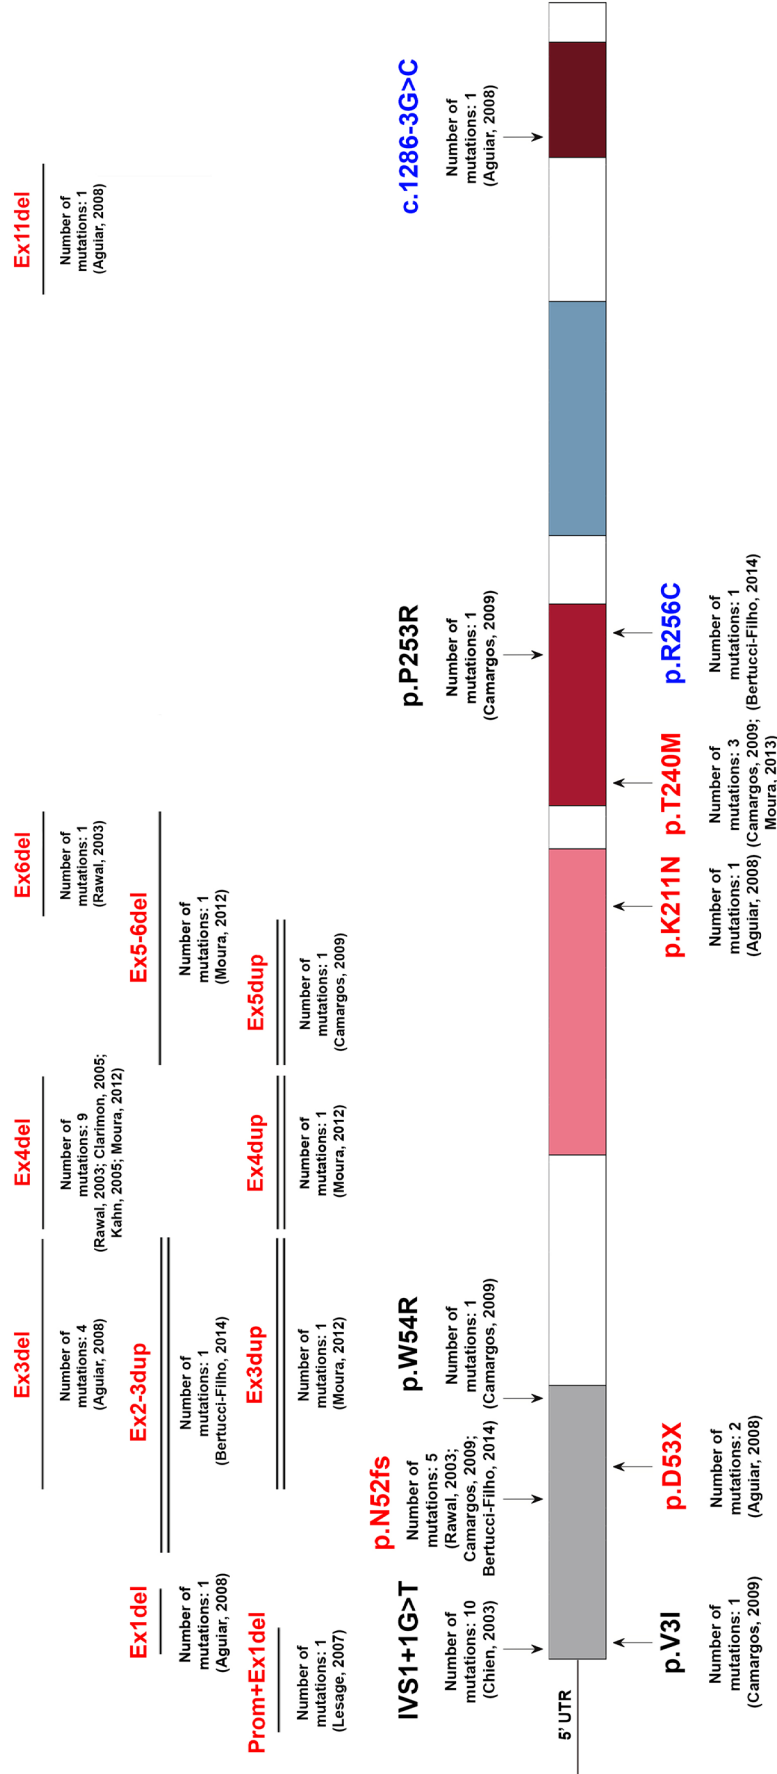 Ex3del
Number of
mutations: 4
(Aguiar, 2008)
Ex4del
Number of
mutations: 9
(Rawal, 2003; Clarimon, 2005;
Kahn, 2005; Moura, 2012)
Ex6del
Number of
mutations: 1
(Rawal, 2003)
Ex11del
Number of
mutations: 1
(Aguiar, 2008)
Ex1del
Number of
mutations: 1
(Aguiar, 2008)
Ex2-3dup
Number of
mutations: 1
(Bertucci-Filho, 2014)
Ex5-6del
Number of
mutations: 1
(Moura, 2012)
Prom+Ex1del
Number of
mutations: 1
(Lesage, 2007)
Ex3dup
Number of
mutations: 1
(Moura, 2012)
Ex4dup
Number of
mutations: 1
(Moura, 2012)
Ex5dup
Number of
mutations: 1
(Camargos, 2009)
IVS1+1G>T
Number of
mutations: 10
(Chien, 2003)
p.N52fs
Number of
mutations: 5
(Rawal, 2003;
Camargos, 2009;
Bertucci-Filho, 2014)
p.W54R
Number of
mutations: 1
(Camargos, 2009)
p.P253R
Number of
mutations: 1
(Camargos, 2009)
c.1286-3G>C
Number of
mutations: 1
(Aguiar, 2008)
5' UTR
p.V3I
Number of
mutations: 1
(Camargos, 2009)
p.D53X
Number of
mutations: 2
(Aguiar, 2008)
p.K211N
Number of
mutations: 1
(Aguiar, 2008)
p.T240M
Number of
mutations: 3
(Camargos, 2009;
Moura, 2013)
p.R256C
Number of
mutations: 1
(Bertucci-Filho, 2014)